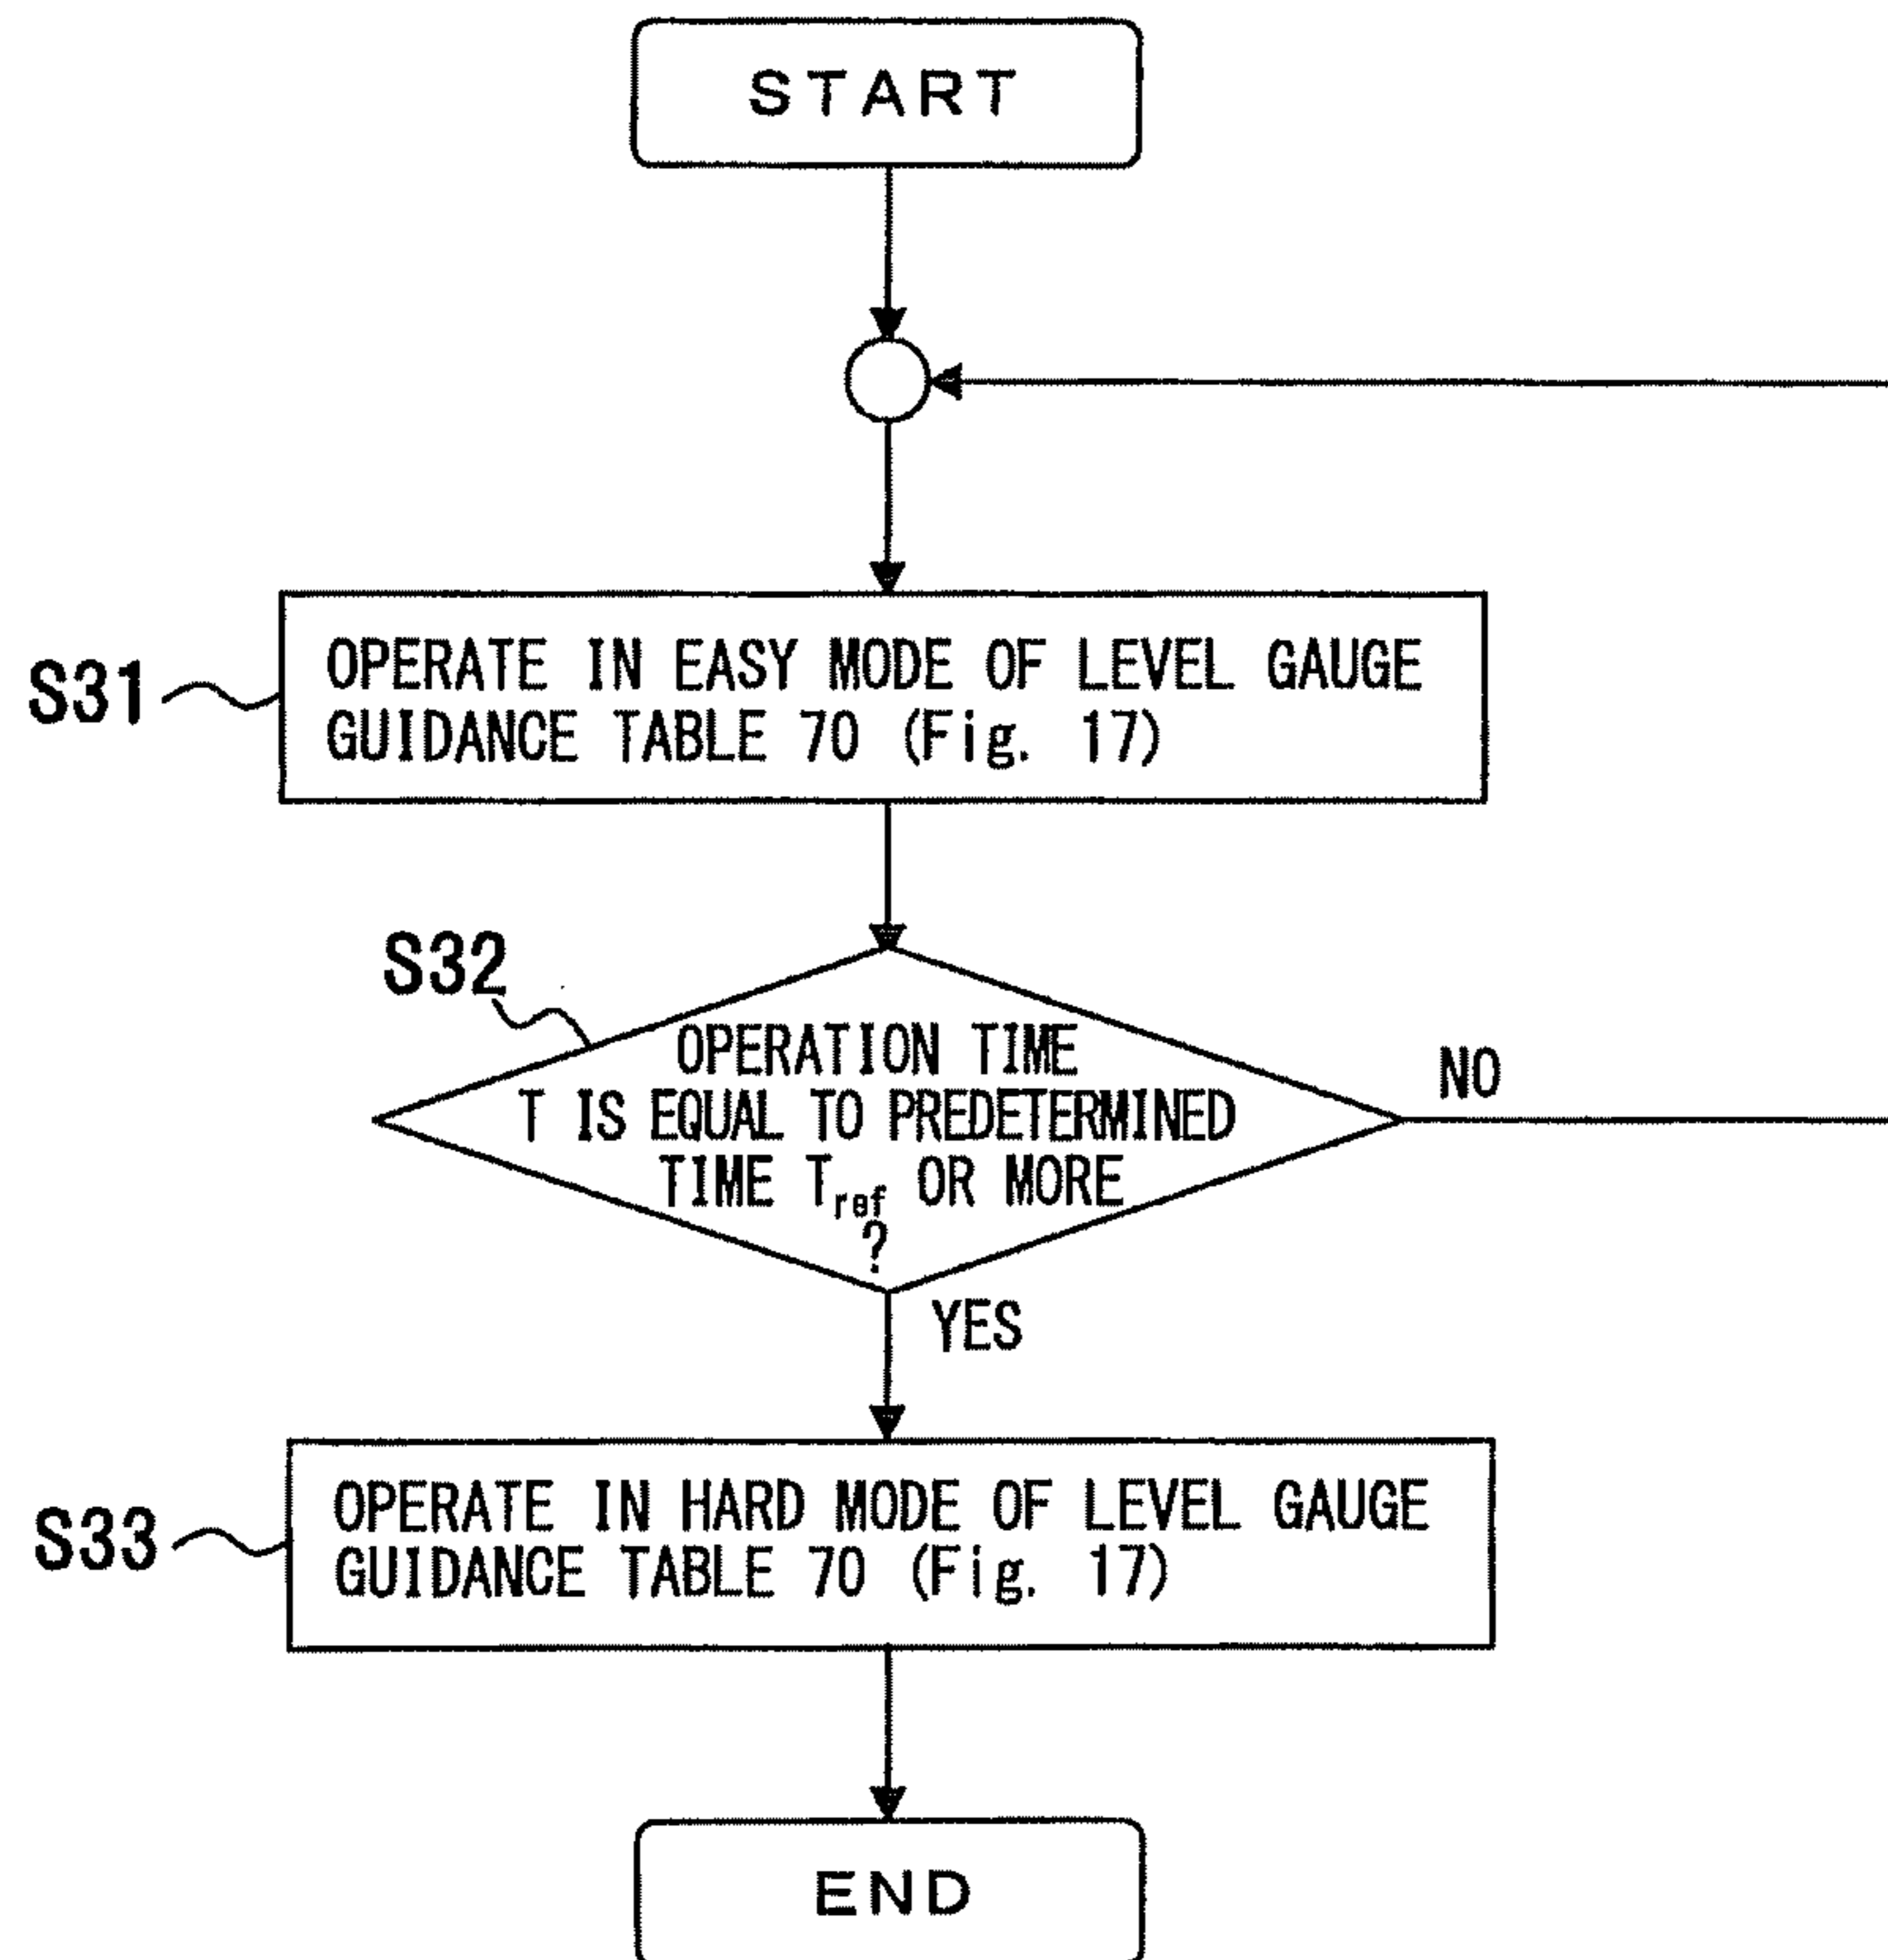 START
S31
OPERATE IN EASY MODE OF LEVEL GAUGE
GUIDANCE TABLE 70 (Fig. 17)
S32
OPERATION TIME
T IS EQUAL TO PREDETERMINED
TIME Tref OR MORE
?
NO
YES
S33
OPERATE IN HARD MODE OF LEVEL GAUGE
GUIDANCE TABLE 70 (Fig. 17)
END